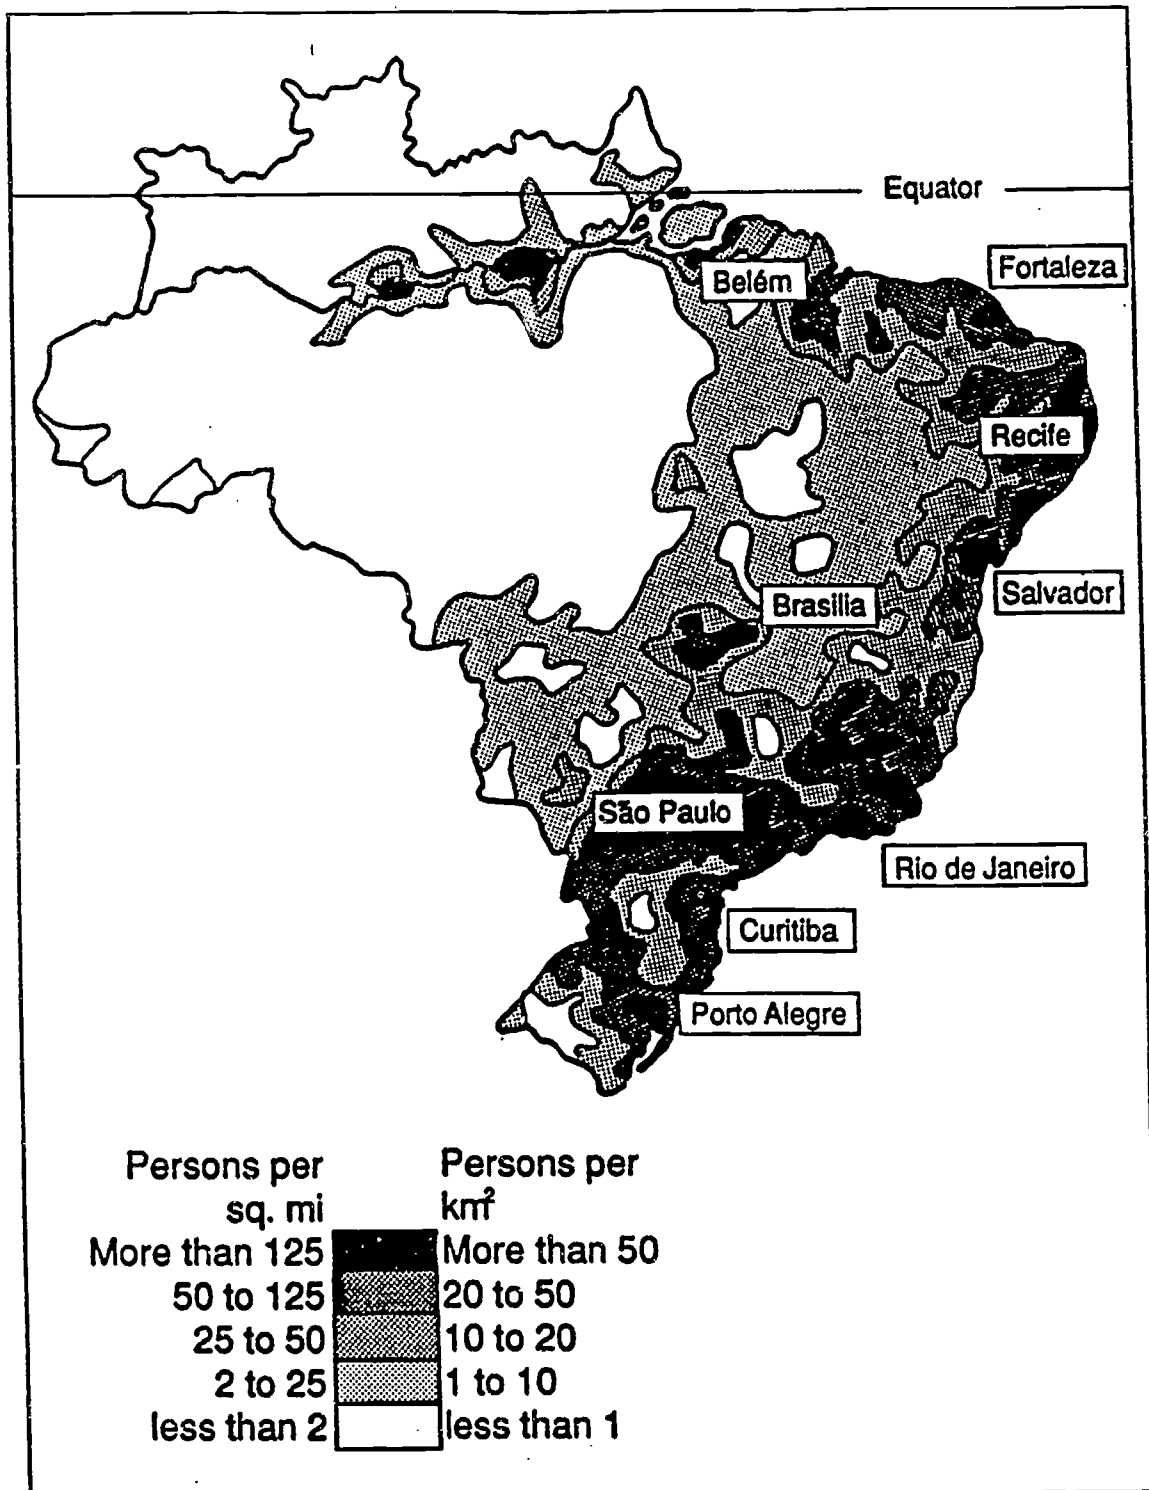 Equator
Fortaleza
Belém
Recife
Salvador
Brasilia
São Paulo
Rio de Janeiro
Curitiba
Porto Alegre
Persons per sq. mi
Persons per km²
More than 125 More than 50
50 to 125 20 to 50
25 to 50 10 to 20
2 to 25 1 to 10
less than 2 less than 1